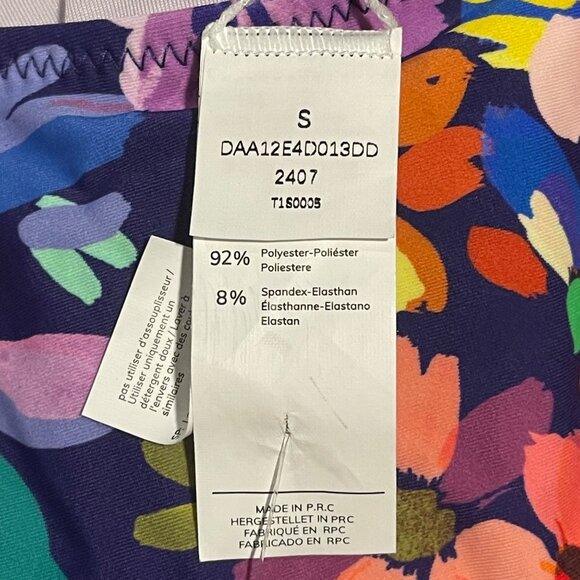 S
DAA12E4D013DD
2407
T1S0005
92% Polyester-Poliéster
Poliestere
8% Spandex-Elasthan
Élasthanne-Elastano
Elastan
MADE IN P.R.C
HERGESTELLET IN PRC
FABRIQUÉ EN RPC
FABRICADO EN RPC
pas utiliser d'assouplisseur /
Utiliser uniquement un
détergent doux / Laver à
l'envers avec des
similaires